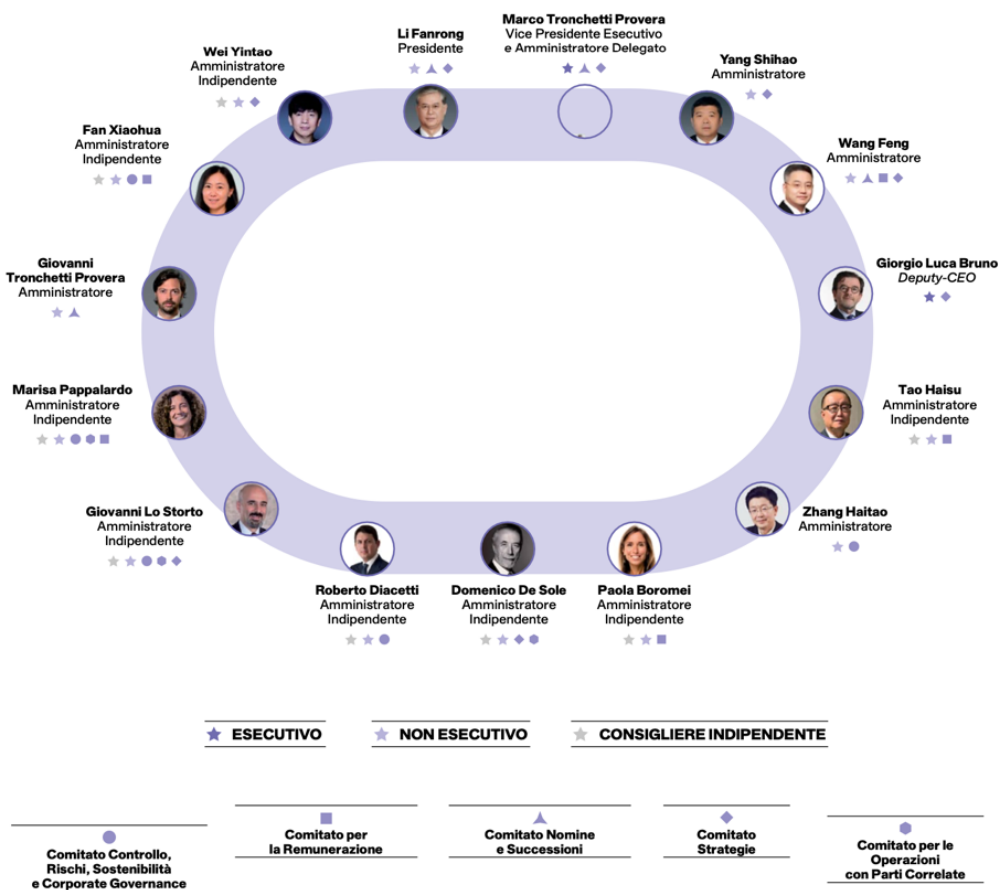 Marco Tronchetti Provera
Vice Presidente Esecutivo
e Amministratore Delegato
Li Fanrong
Presidente
Wei Yintao
Amministratore
Indipendente
Yang Shihao
Amministratore
Fan Xiaohua
Amministratore
Indipendente
Wang Feng
Amministratore
Giovanni
Tronchetti Provera
Amministratore
Giorgio Luca Bruno
Deputy-CEO
Marisa Pappalardo
Amministratore
Indipendente
Tao Haisu
Amministratore
Indipendente
Giovanni Lo Storto
Amministratore
Indipendente
Zhang Haitao
Amministratore
Roberto Diacetti
Amministratore
Indipendente
Domenico De Sole
Amministratore
Indipendente
Paola Boromei
Amministratore
Indipendente
ESECUTIVO
NON ESECUTIVO
CONSIGLIERE INDIPENDENTE
Comitato Controllo,
Rischi, Sostenibilità
e Corporate Governance
Comitato per
la Remunerazione
Comitato Nomine
e Successioni
Comitato
Strategie
Comitato per le
Operazioni
con Parti Correlate